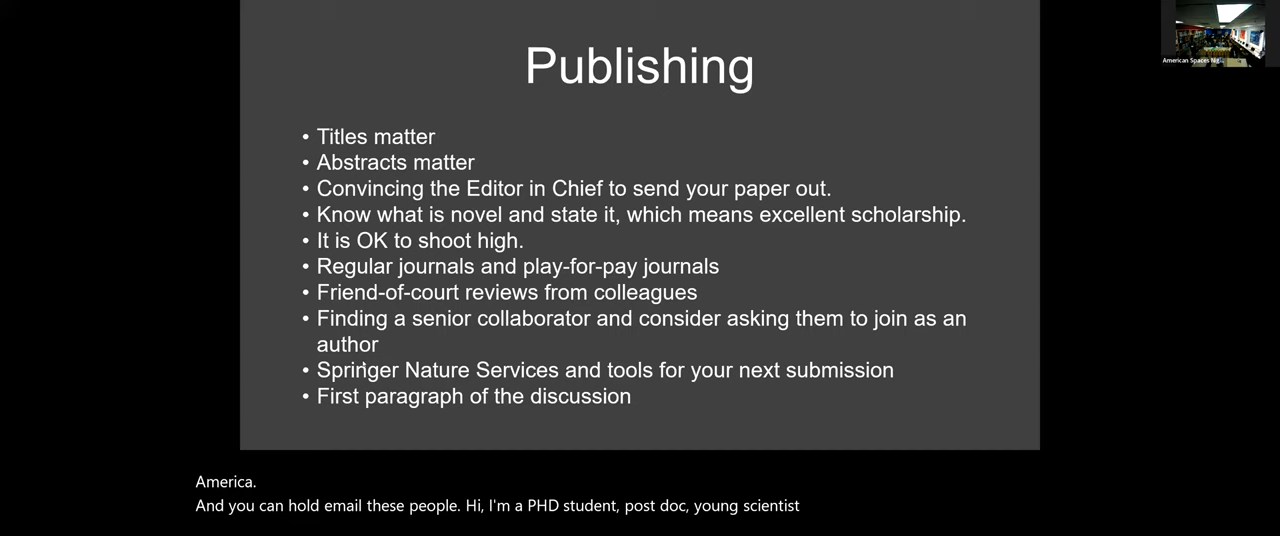 Publishing
American Spaces
• Titles matter
• Abstracts matter
• Convincing the Editor in Chief to send your paper out.
• Know what is novel and state it, which means excellent scholarship.
• It is OK to shoot high.
• Regular journals and play-for-pay journals
• Friend-of-court reviews from colleagues
• Finding a senior collaborator and consider asking them to join as an
author
• Springer Nature Services and tools for your next submission
• First paragraph of the discussion
America.
And you can hold email these people. Hi, I'm a PHD student, post doc, young scientist